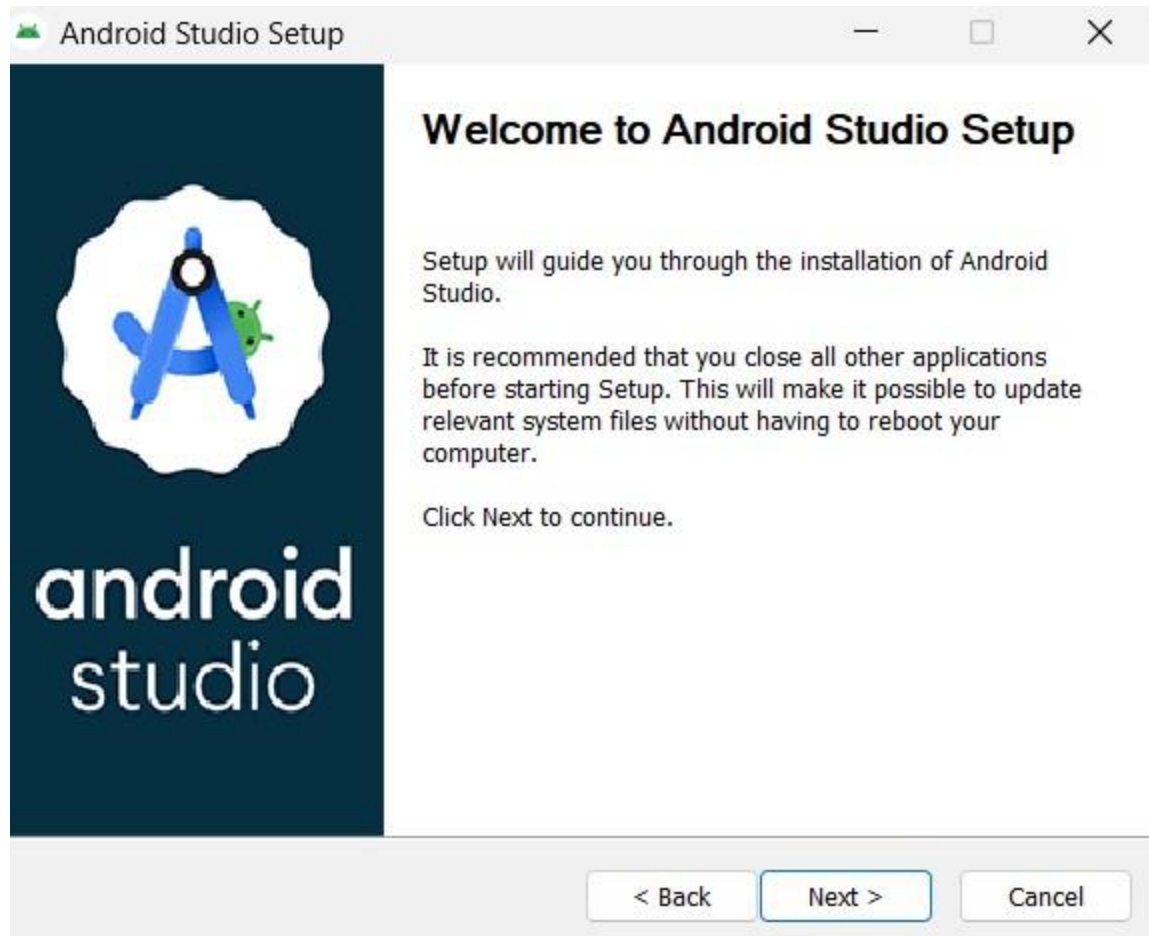 Android Studio Setup
Welcome to Android Studio Setup
Setup will guide you through the installation of Android
Studio.
It is recommended that you close all other applications
before starting Setup. This will make it possible to update
relevant system files without having to reboot your
computer.
Click Next to continue.
android
studio
< Back
Next >
Cancel